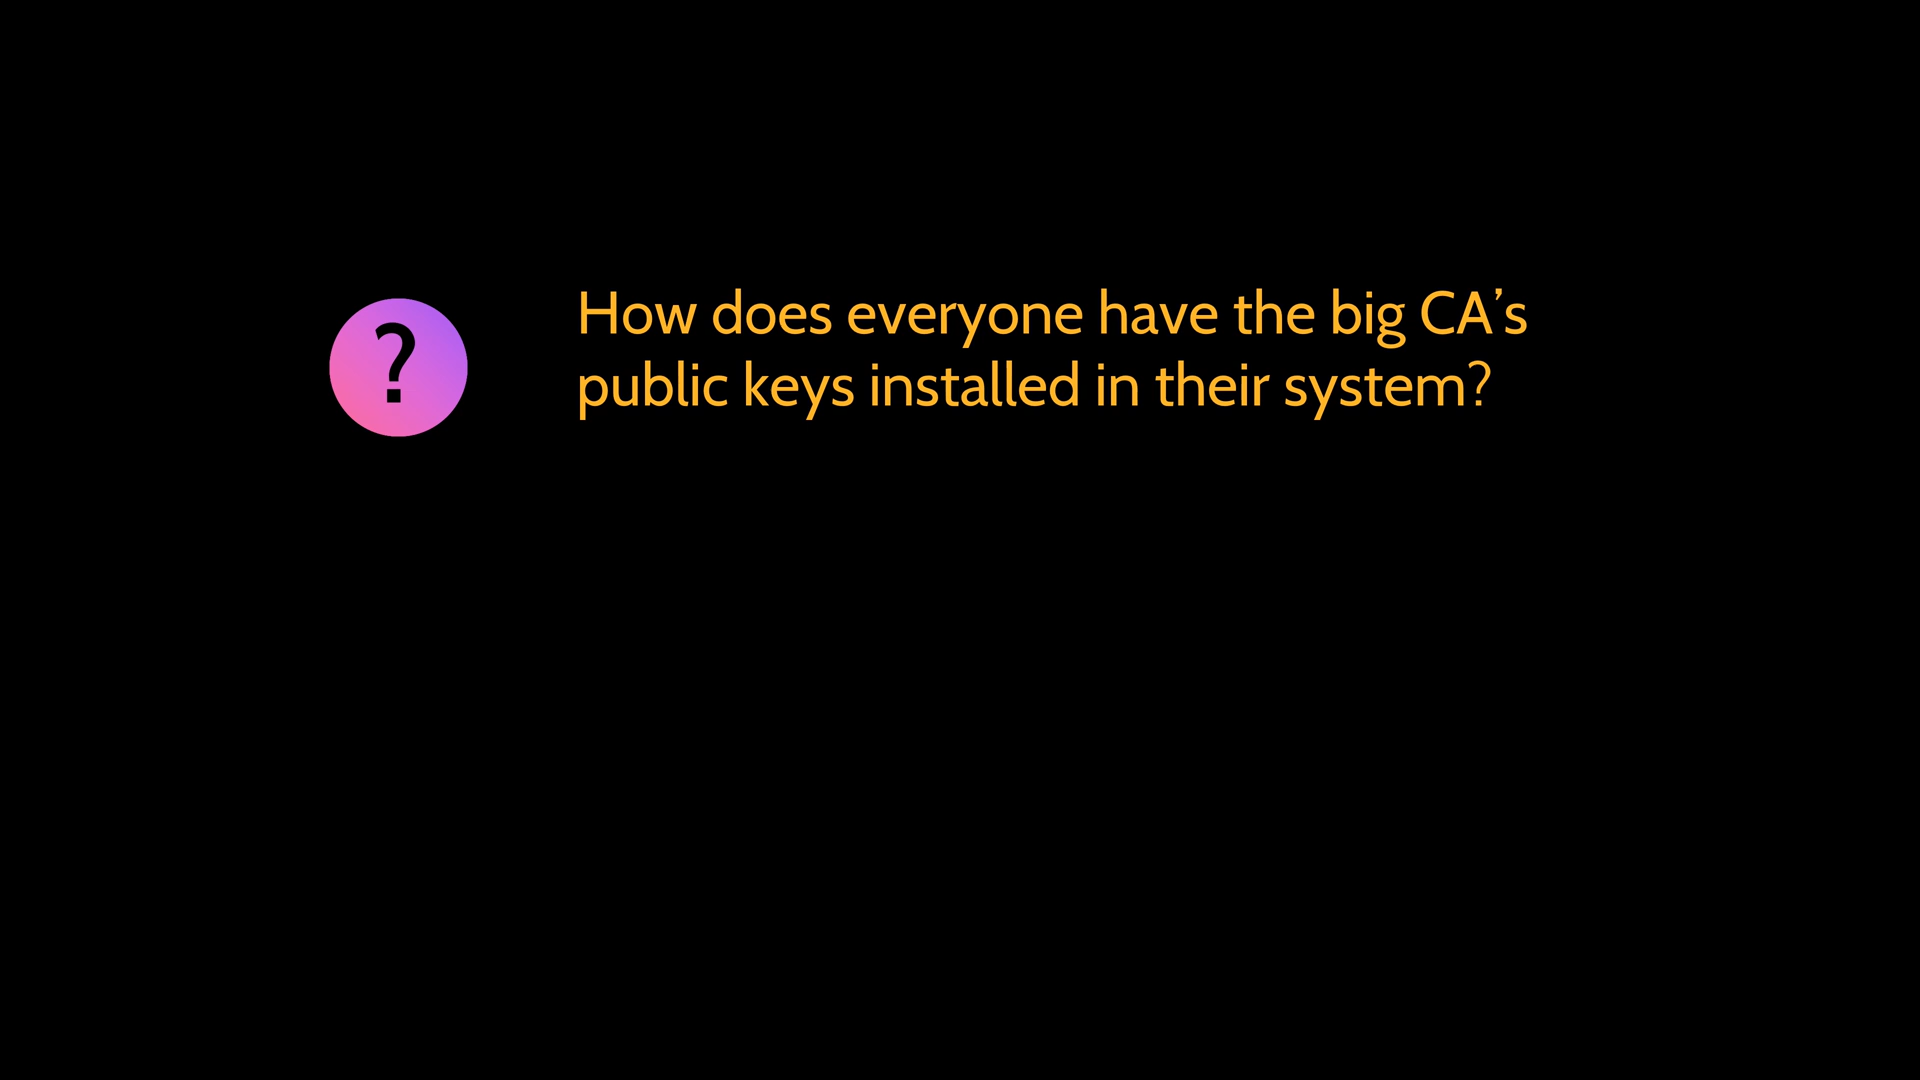 ?
How does everyone have the big CA’s
public keys installed in their system?